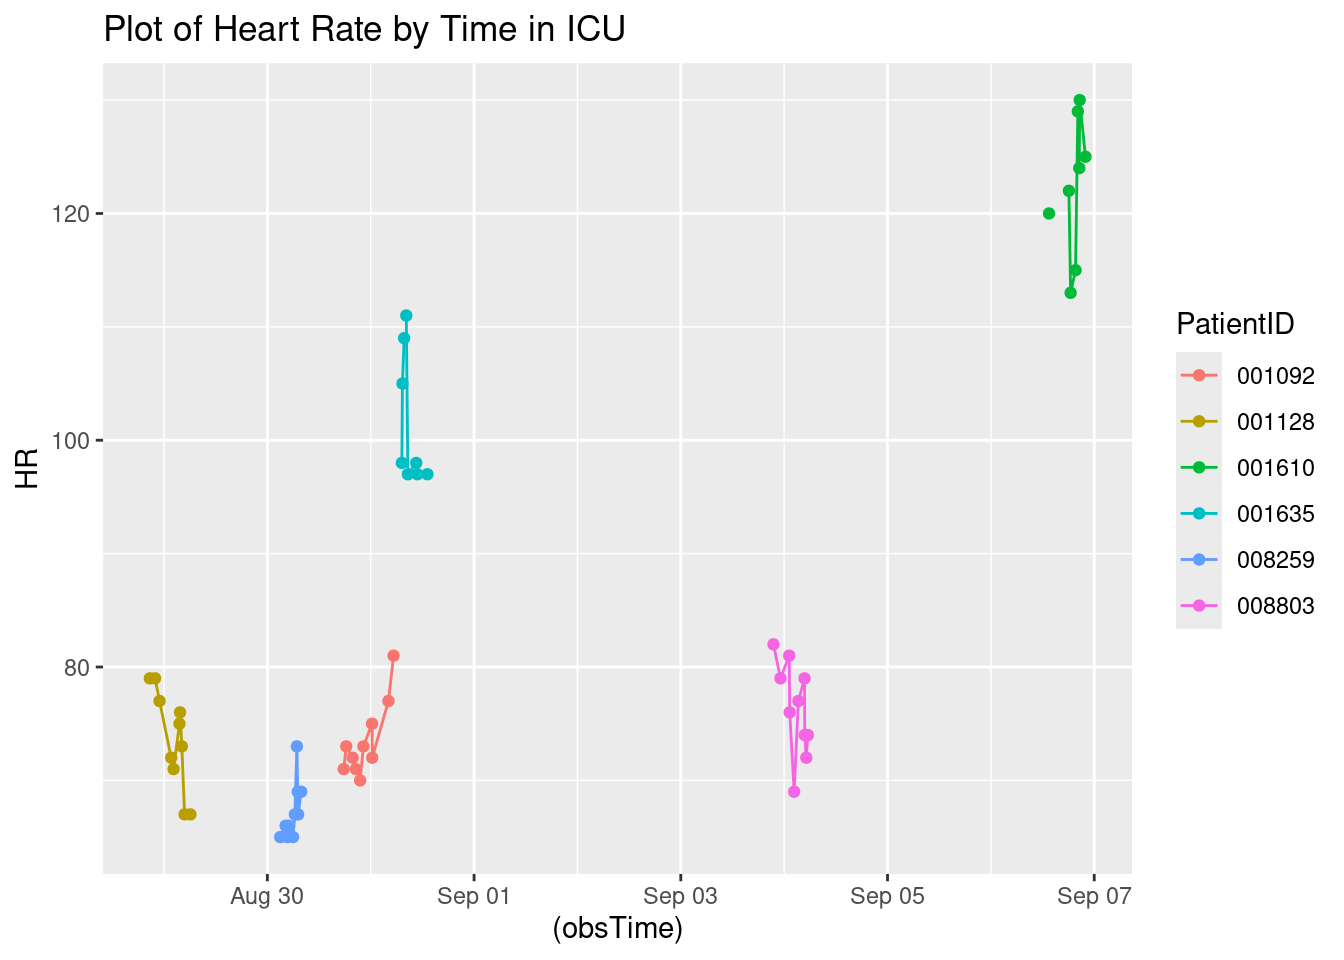 Plot of Heart Rate by Time in ICU
120
100
80
HR
Aug 30
Sep 01
Sep 03
Sep 05
Sep 07
(obsTime)
PatientID
001092
001128
001610
001635
008259
008803